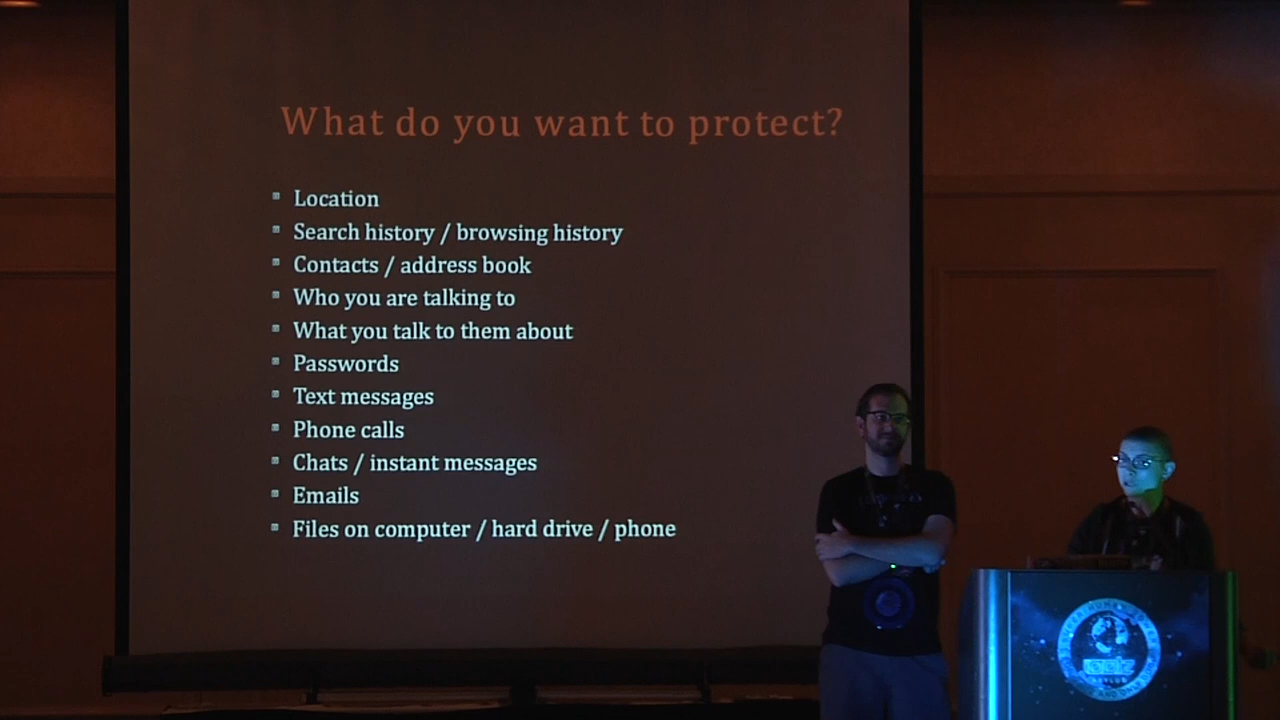 What do you want to protect?
Location
Search history / browsing history
Contacts / address book
Who you are talking to
What you talk to them about
Passwords
Text messages
Phone calls
Chats / instant messages
Emails
Files on computer / hard drive / phone